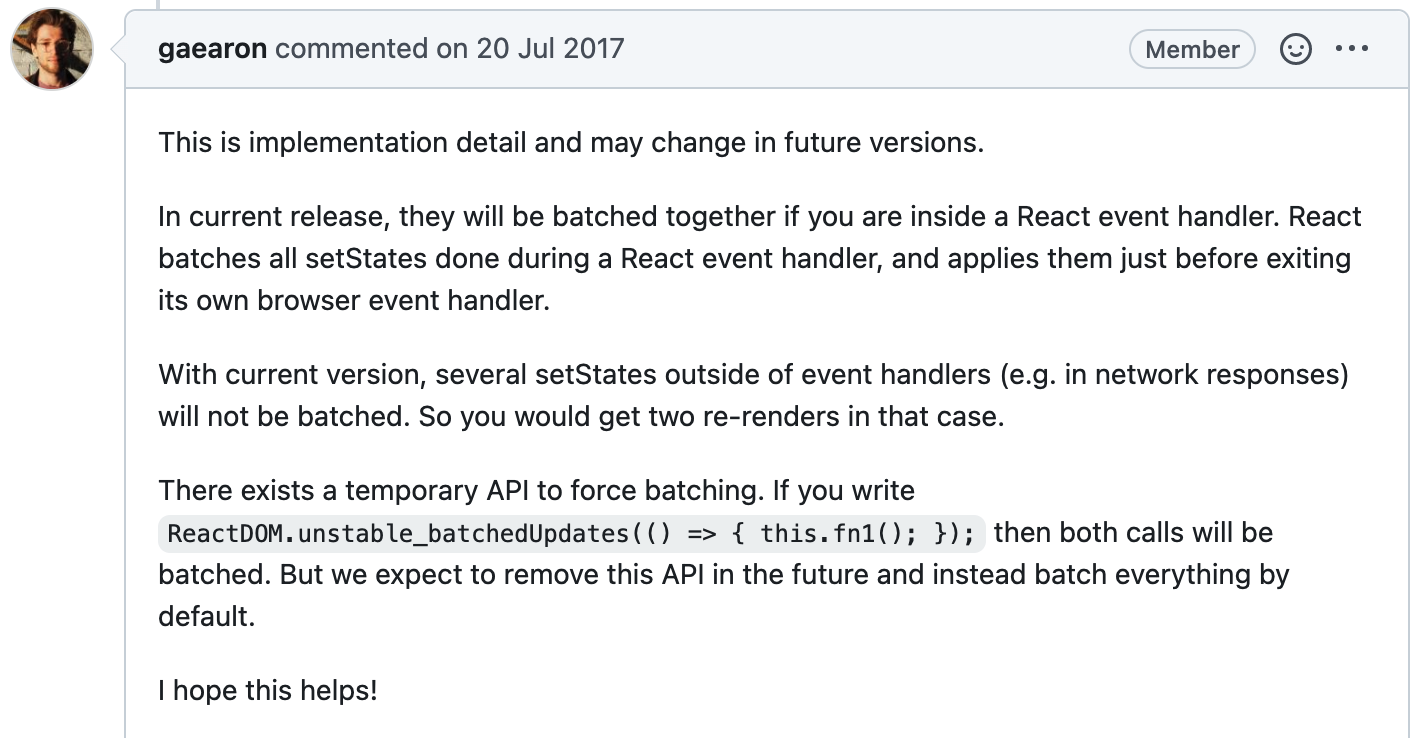 gaearon commented on 20 Jul 2017 Member
This is implementation detail and may change in future versions.
In current release, they will be batched together if you are inside a React event handler. React
batches all setStates done during a React event handler, and applies them just before exiting
its own browser event handler.
With current version, several setStates outside of event handlers (e.g. in network responses)
will not be batched. So you would get two re-renders in that case.
There exists a temporary API to force batching. If you write
ReactDOM.unstable_batchedUpdates(() => { this.fn1(); }); then both calls will be
batched. But we expect to remove this API in the future and instead batch everything by
default.
I hope this helps!